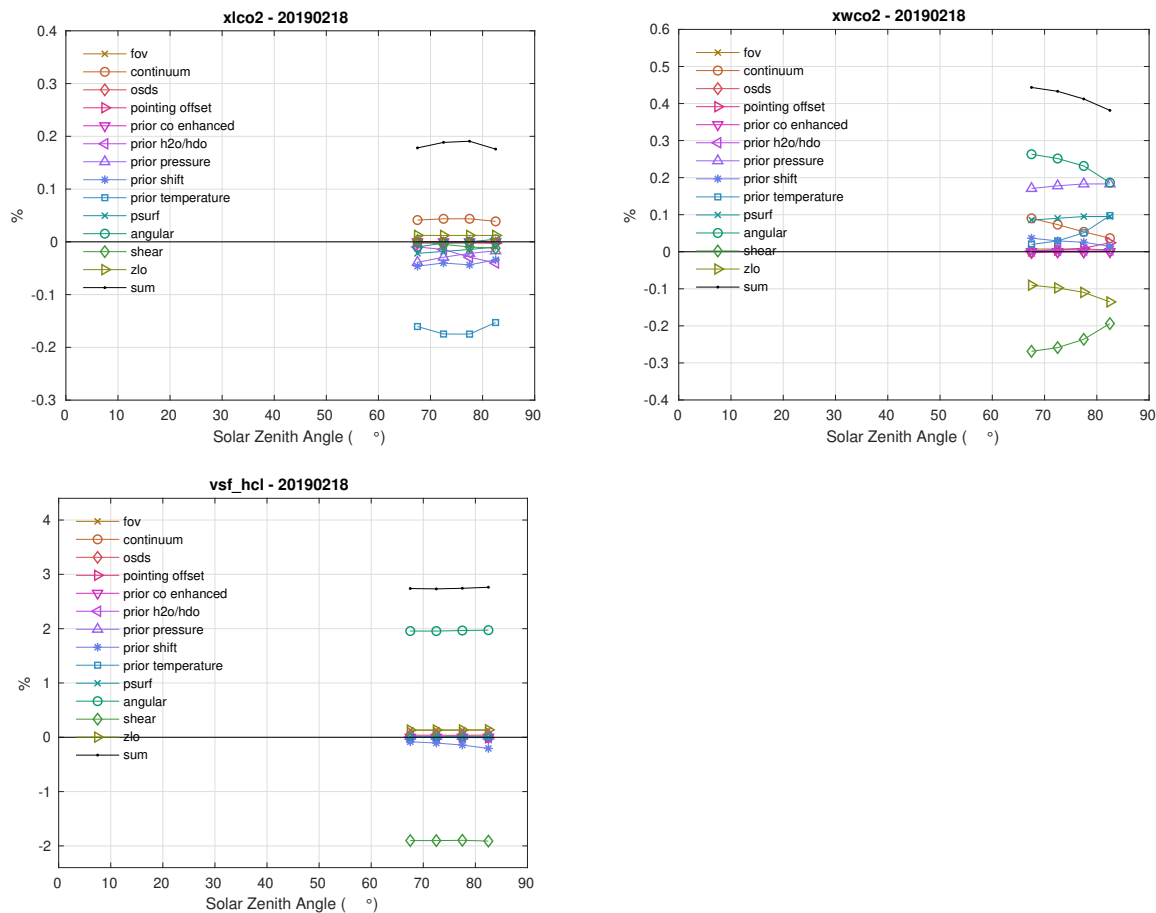 xlco2 - 20190218
0.4
0.3
0.2
0.1
0
-0.1
-0.2
-0.3
%
fov
continuum
osds
pointing offset
prior co enhanced
prior h2o/hdo
prior pressure
prior shift
prior temperature
psurf
angular
shear
zlo
sum
0 10 20 30 40 50 60 70 80 90
Solar Zenith Angle ( °)
xwco2 - 20190218
0.6
0.5
0.4
0.3
0.2
0.1
0
-0.1
-0.2
-0.3
-0.4
%
fov
continuum
osds
pointing offset
prior co enhanced
prior h2o/hdo
prior pressure
prior shift
prior temperature
psurf
angular
shear
zlo
sum
0 10 20 30 40 50 60 70 80 90
Solar Zenith Angle ( °)
vsf_hcl - 20190218
4
3
2
1
0
-1
-2
%
fov
continuum
osds
pointing offset
prior co enhanced
prior h2o/hdo
prior pressure
prior shift
prior temperature
psurf
angular
shear
zlo
sum
0 10 20 30 40 50 60 70 80 90
Solar Zenith Angle ( °)